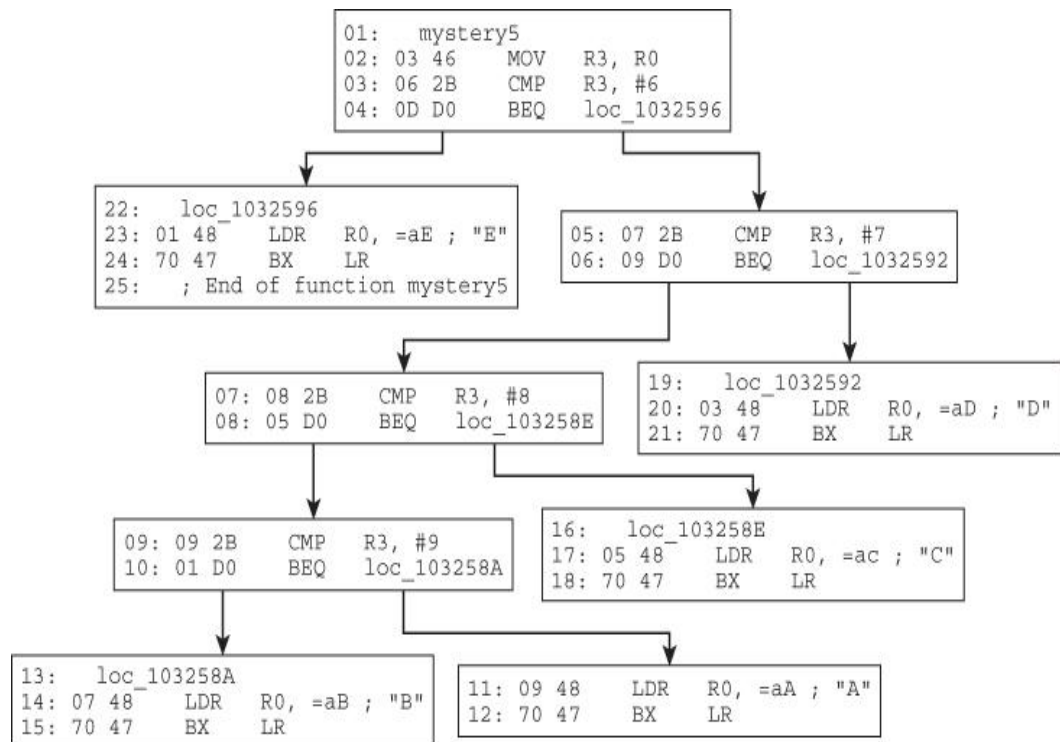 01:   mystery5
02: 03 46     MOV     R3, R0
03: 06 2B     CMP     R3, #6
04: 0D D0     BEQ     loc_1032596
22:   loc_1032596
23: 01 48     LDR     R0, =aE ; "E"
24: 70 47     BX      LR
25:   ; End of function mystery5
05: 07 2B     CMP     R3, #7
06: 09 D0     BEQ     loc_1032592
07: 08 2B     CMP     R3, #8
08: 05 D0     BEQ     loc_103258E
19:   loc_1032592
20: 03 48     LDR     R0, =aD ; "D"
21: 70 47     BX      LR
09: 09 2B     CMP     R3, #9
10: 01 D0     BEQ     loc_103258A
16:   loc_103258E
17: 05 48     LDR     R0, =ac ; "C"
18: 70 47     BX      LR
13:   loc_103258A
14: 07 48     LDR     R0, =aB ; "B"
15: 70 47     BX      LR
11: 09 48     LDR     R0, =aA ; "A"
12: 70 47     BX      LR